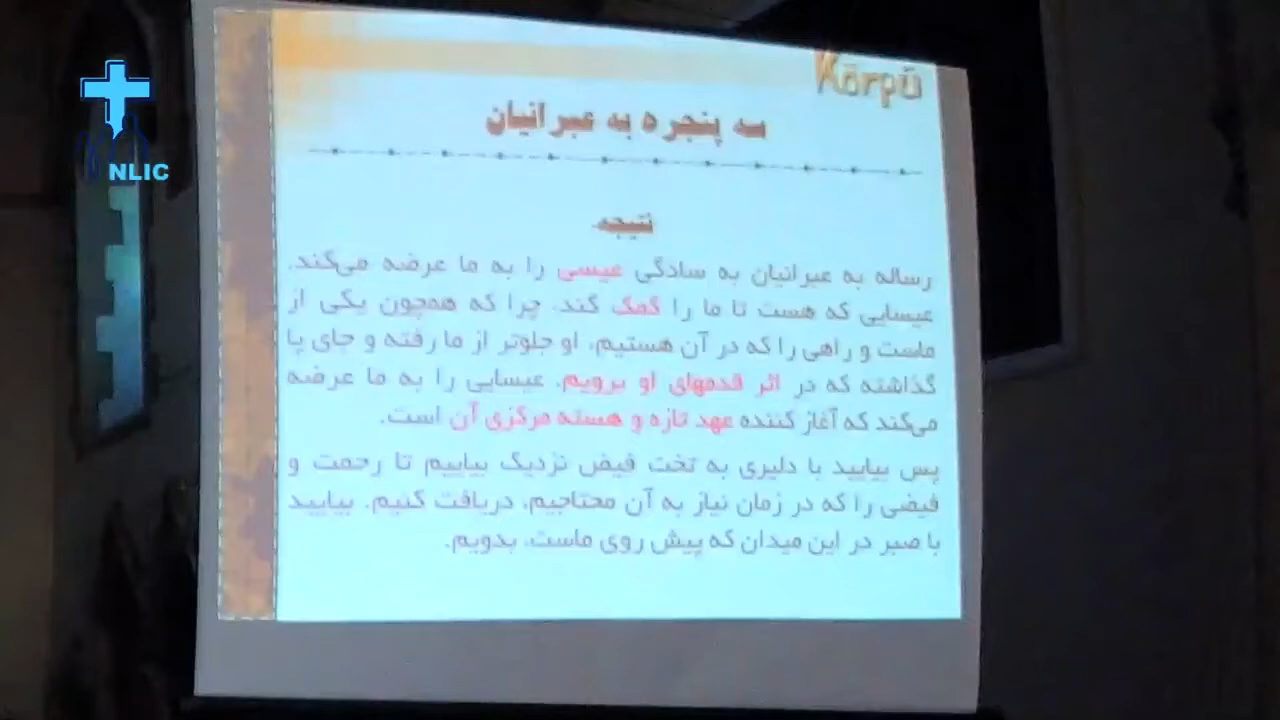 NLIC
Körpü
سه پنجره به عبرانیان
نتیجه
رساله به عبرانیان به سادگی عیسی را به ما عرضه می‌کند.
عیسایی که هست تا ما را کمک کند. چرا که همچون یکی از
ماست و راهی را که در آن هستیم، او جلوتر از ما رفته و جای پا
گذاشته که در اثر قدمهای او برویم. عیسایی را به ما عرضه
می‌کند که آغاز کننده عهد تازه و هسته مرکزی آن است.
پس بیایید با دلیری به تخت فیض نزدیک بیاییم تا رحمت و
فیضی را که در زمان نیاز به آن محتاجیم، دریافت کنیم. بیایید
با صبر در این میدان که پیش روی ماست، بدویم.